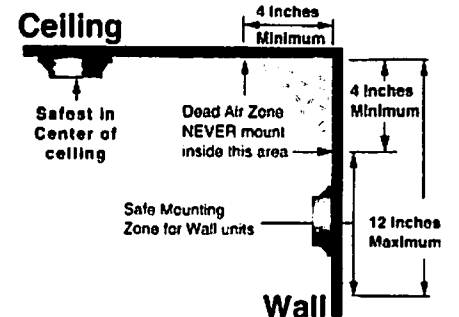 Ceiling
4 Inches
Minimum
4 Inches
Minimum
Safest in
Center of
ceiling
Dead Air Zone
NEVER mount
inside this area
Safe Mounting
Zone for Wall units
12 Inches
Maximum
Wall